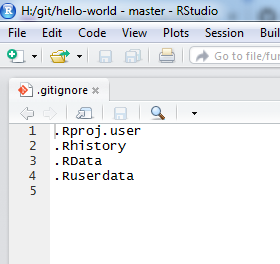 H:/git/hello-world - master - RStudio
File Edit Code View Plots Session
Go to file/fun
.gitignore
1 .Rproj.user
2 .Rhistory
3 .RData
4 .Ruserdata
5